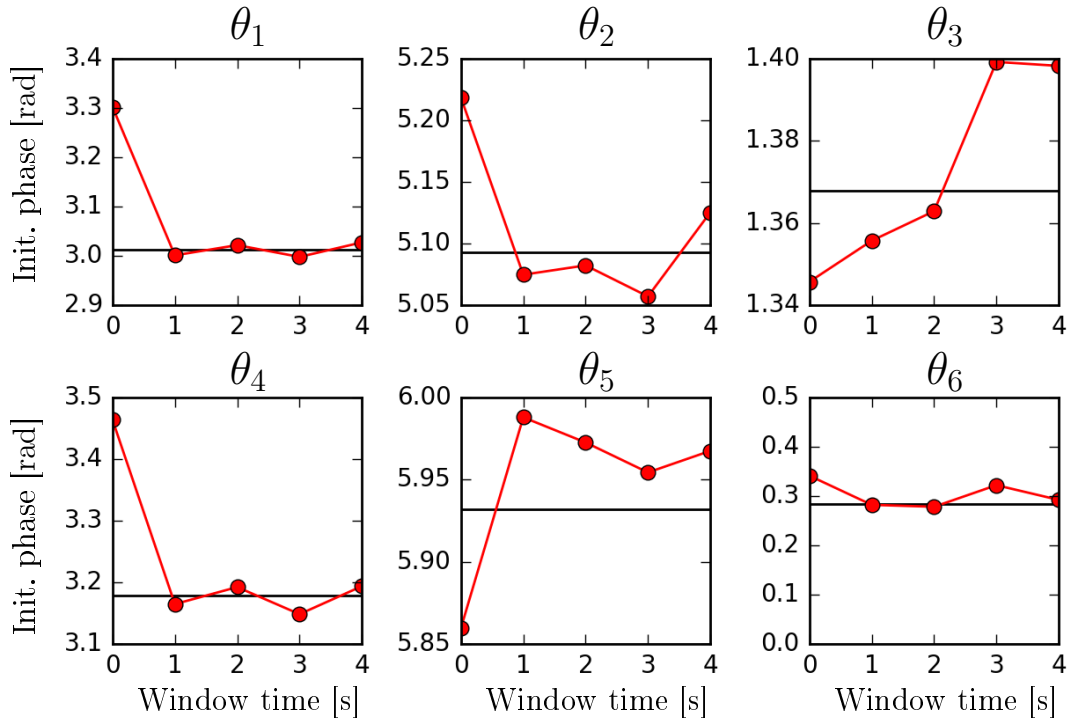 θ1 θ2 θ3
Init. phase [rad]
3.4 3.3 3.2 3.1 3.0 2.9
0 1 2 3 4
5.25 5.20 5.15 5.10 5.05
0 1 2 3 4
1.40 1.38 1.36 1.34
0 1 2 3 4
θ4 θ5 θ6
Init. phase [rad]
3.5 3.4 3.3 3.2 3.1
0 1 2 3 4
Window time [s]
6.00 5.95 5.90 5.85
0 1 2 3 4
Window time [s]
0.5 0.4 0.3 0.2 0.1 0.0
0 1 2 3 4
Window time [s]